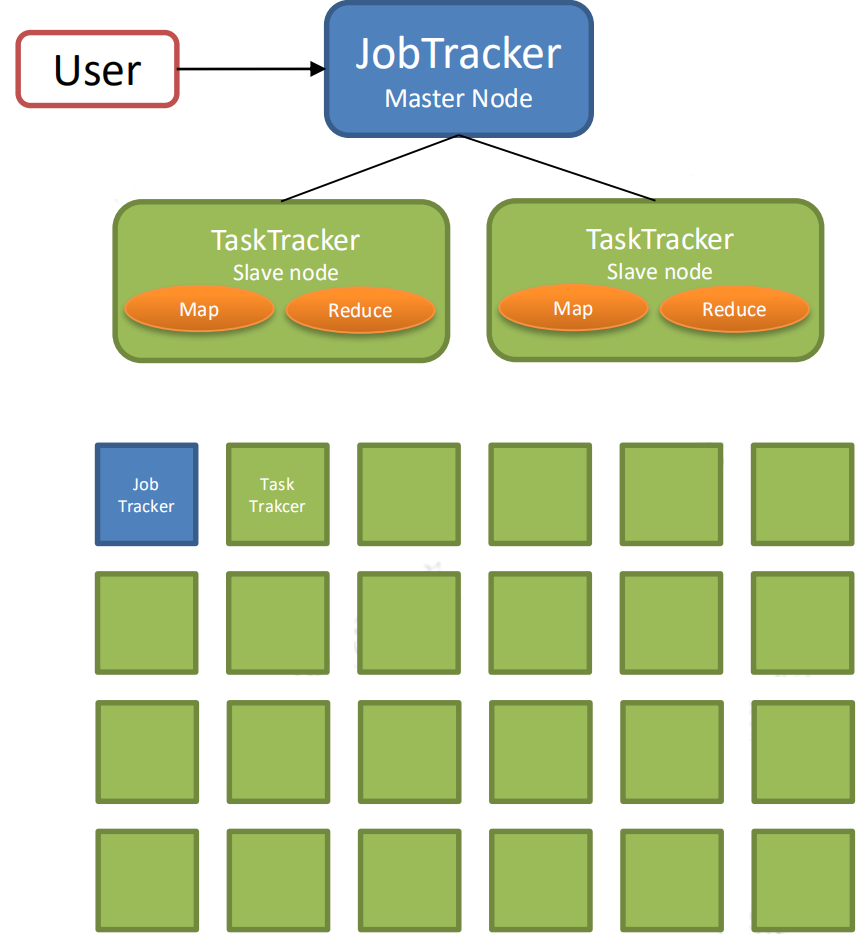 User
JobTracker
Master Node
TaskTracker
Slave node
Map
Reduce
TaskTracker
Slave node
Map
Reduce
Job
Tracker
Task
Trakcer